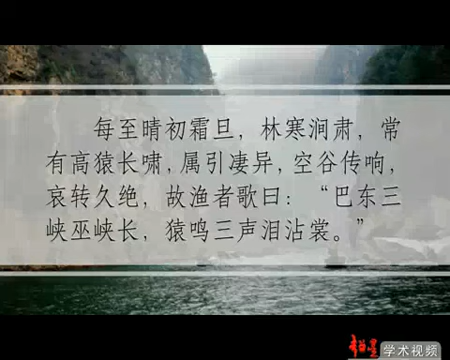 每至晴初霜旦，林寒涧肃，常
有高猿长啸，属引凄异，空谷传响，
哀转久绝，故渔者歌曰：“巴东三
峡巫峡长，猿鸣三声泪沾裳。”
超星学术视频